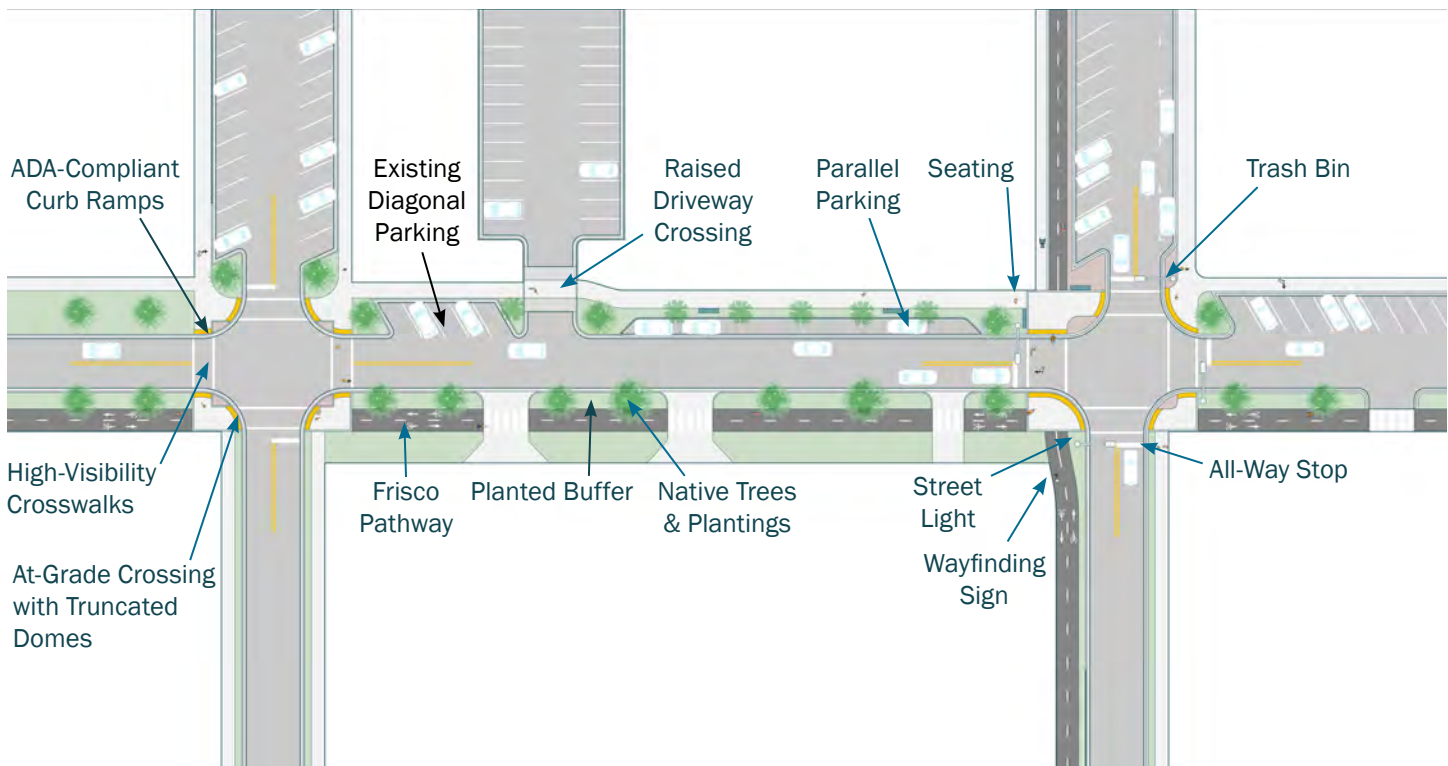 ADA-Compliant
Curb Ramps
Existing
Diagonal
Parking
Raised
Driveway
Crossing
Parallel
Parking
Seating
Trash Bin
High-Visibility
Crosswalks
Frisco
Pathway
Planted Buffer
Native Trees
& Plantings
Street
Light
All-Way Stop
Wayfinding
Sign
At-Grade Crossing
with Truncated
Domes